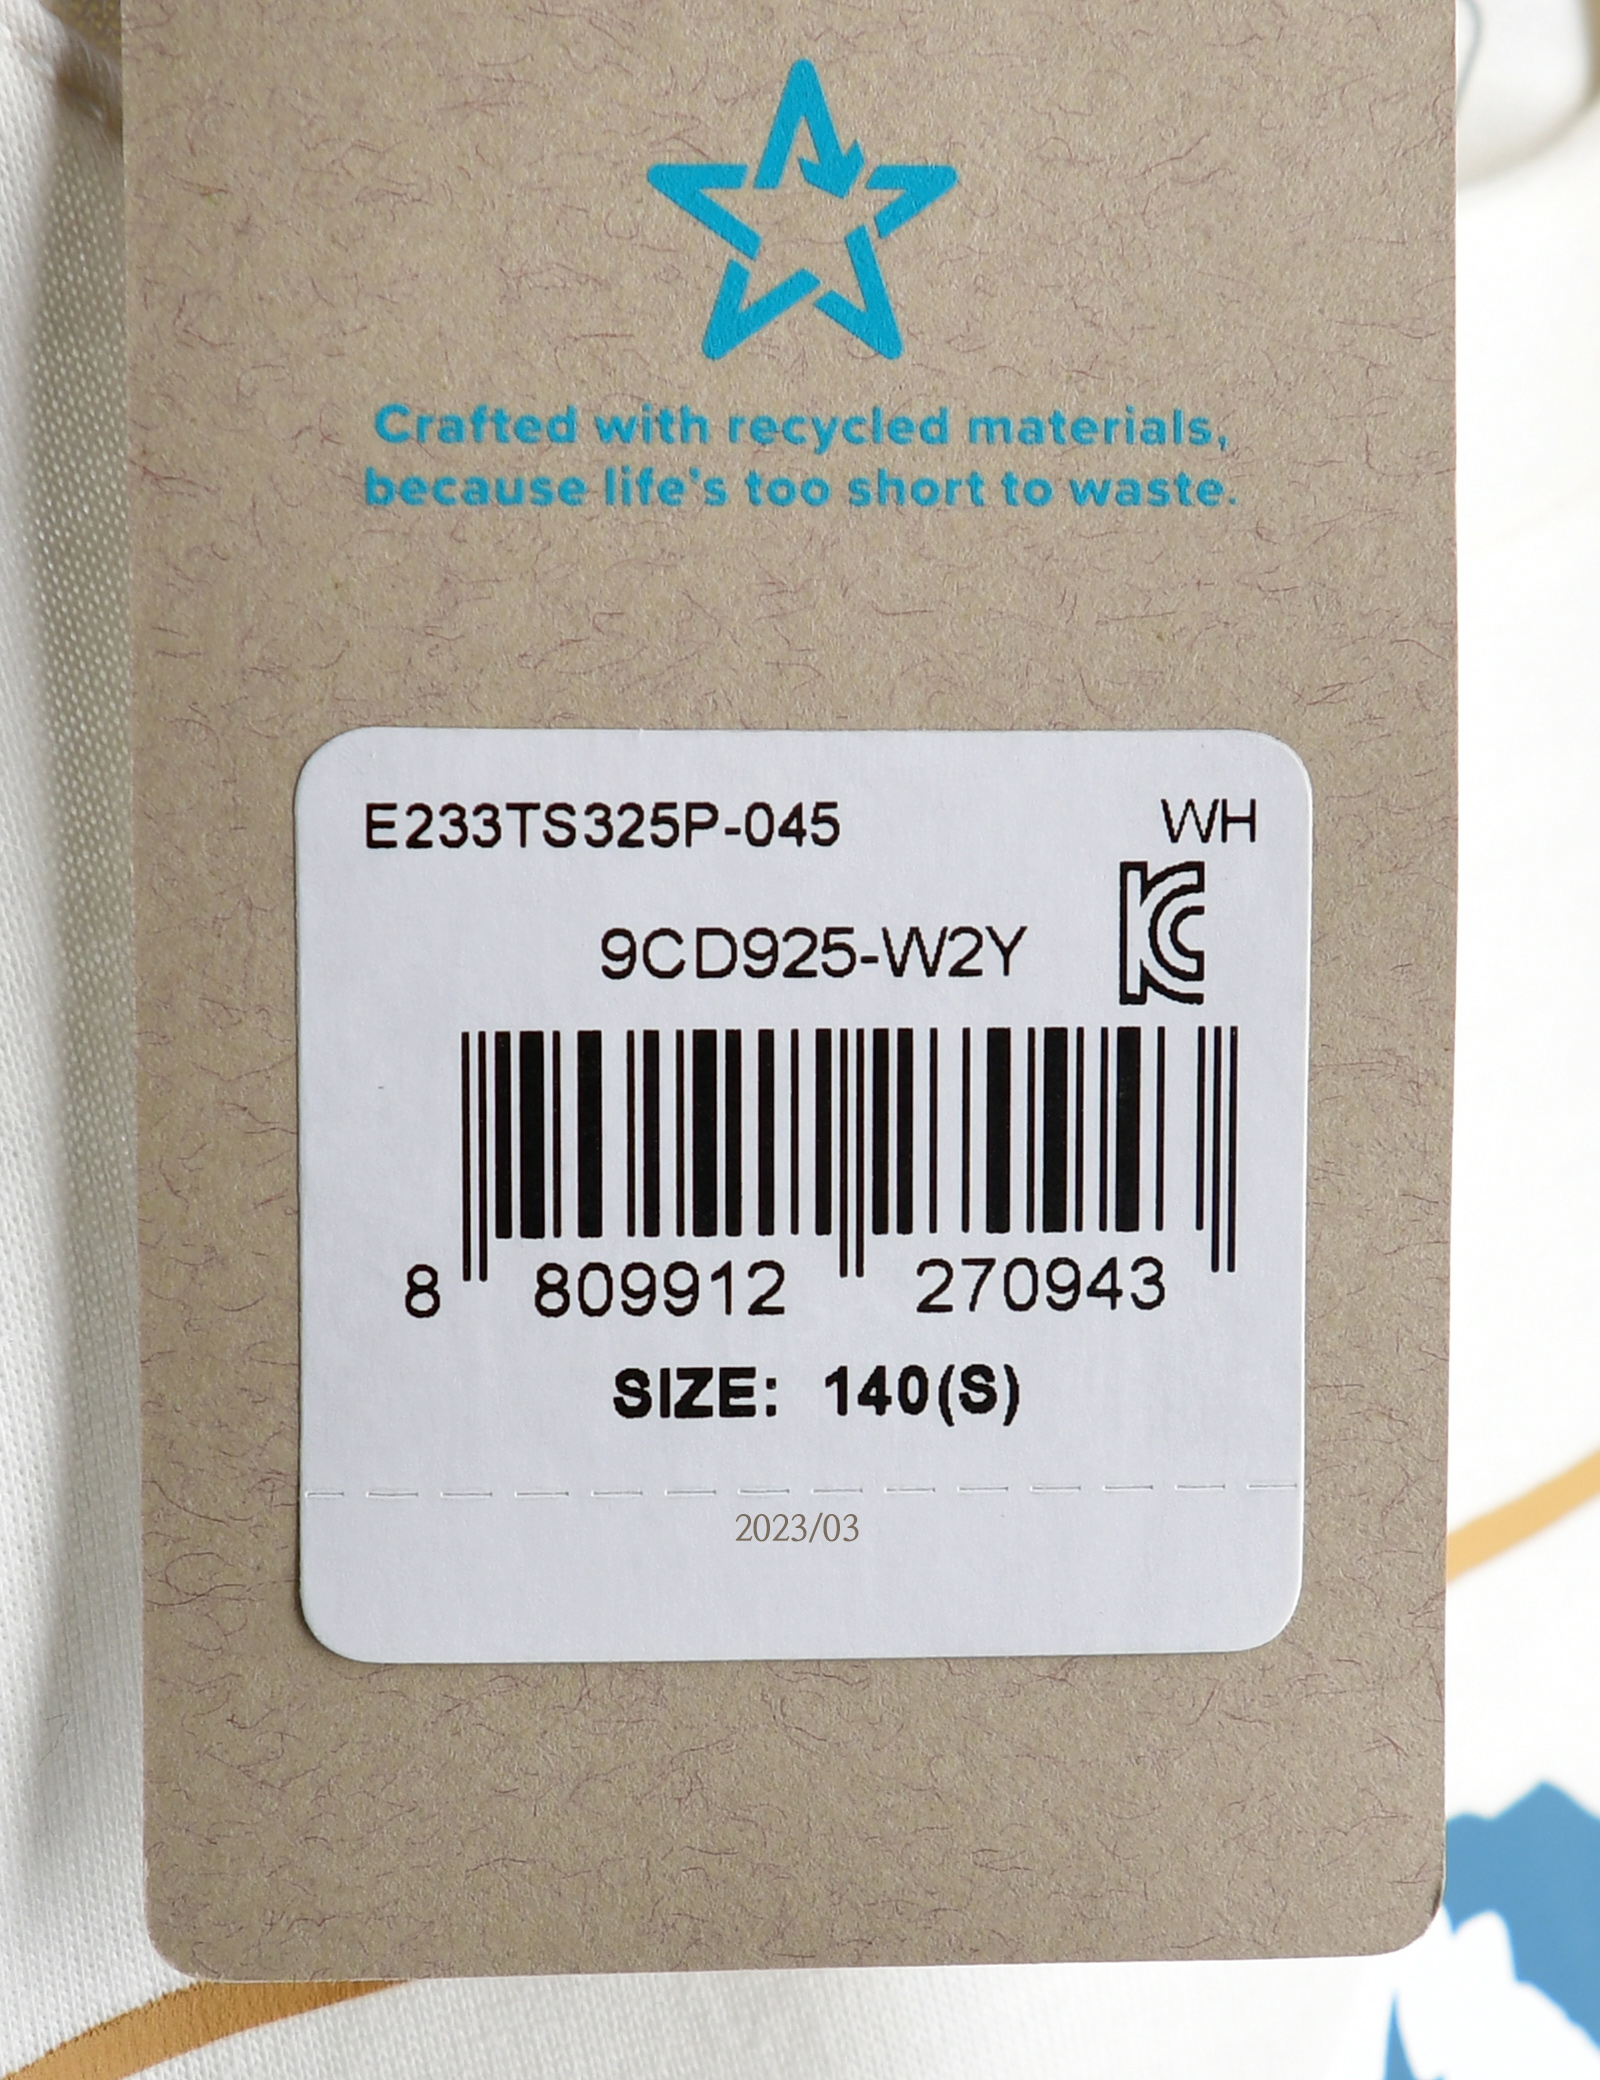 Crafted with recycled materials,
because life's too short to waste.
E233TS325P-045 WH
9CD925-W2Y
8 809912 270943
SIZE: 140(S)
2023/03